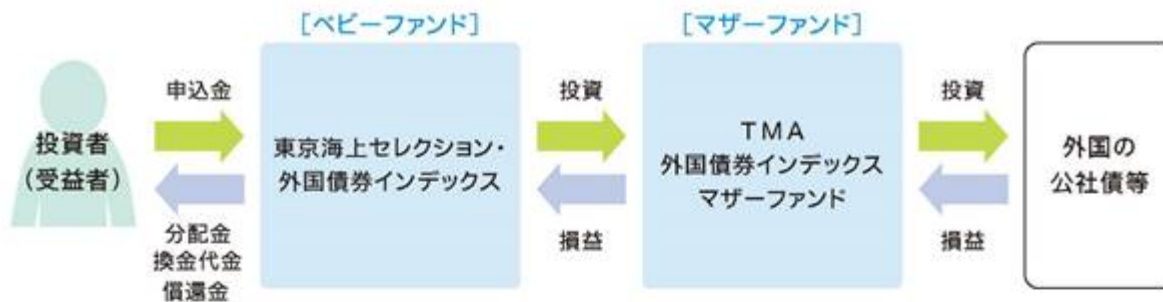 [ベビーファンド]
[マザーファンド]
投資者
(受益者)
申込金
分配金
換金代金
償還金
東京海上セレクション・
外国債券インデックス
投資
損益
TMA
外国債券インデックス
マザーファンド
投資
損益
外国の
公社債等